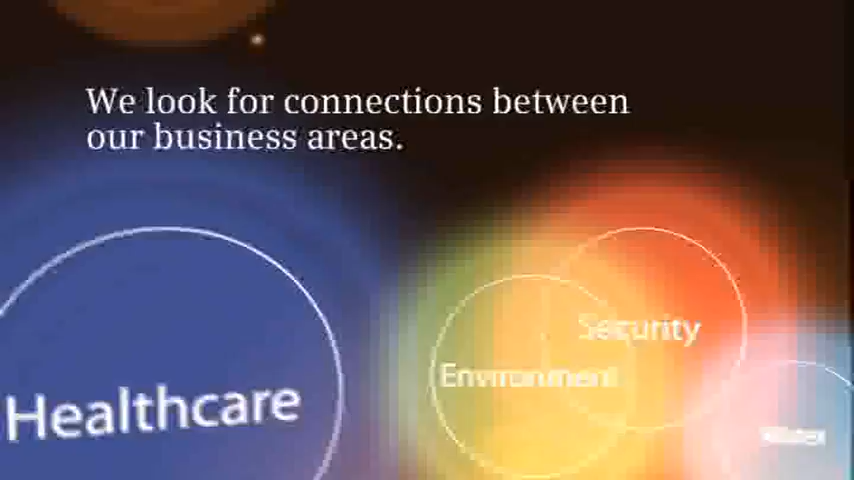 We look for connections between
our business areas.
Security
Environment
Healthcare